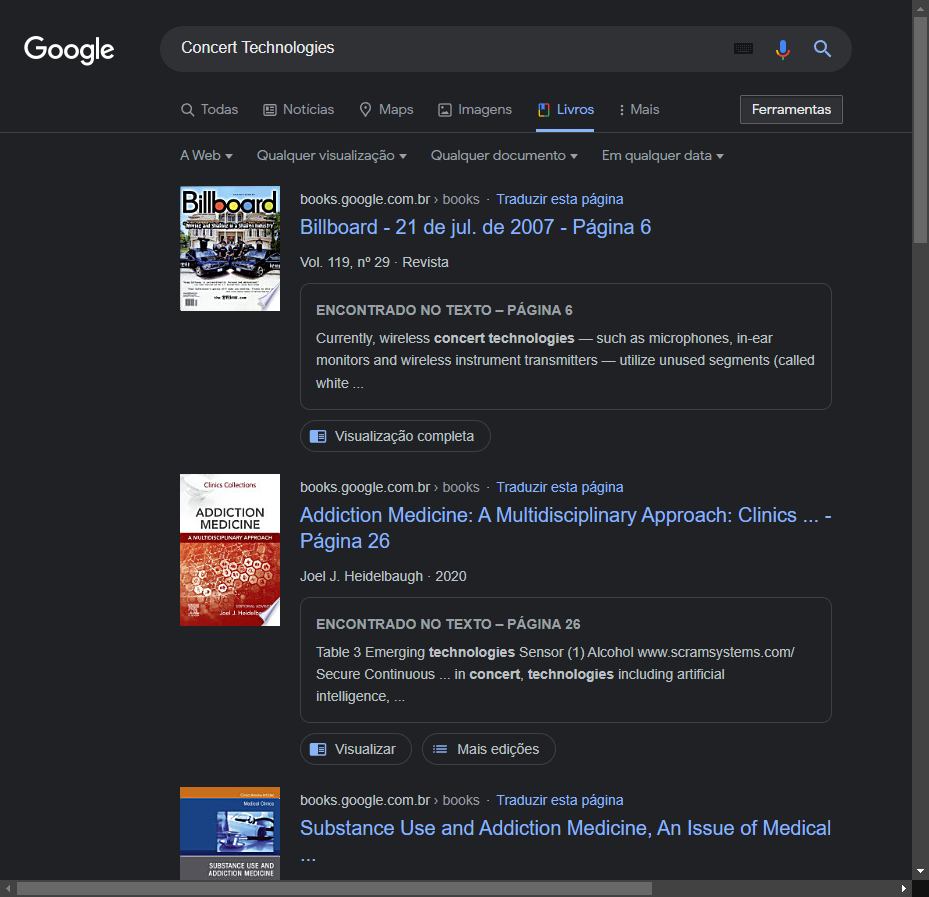 Google
Concert Technologies
Todas
Notícias
Maps
Imagens
Livros
Mais
Ferramentas
A Web
Qualquer visualização
Qualquer documento
Em qualquer data
Billboard
books.google.com.br › books · Traduzir esta página
Billboard - 21 de jul. de 2007 - Página 6
Vol. 119, nº 29 · Revista
ENCONTRADO NO TEXTO – PÁGINA 6
Currently, wireless concert technologies — such as microphones, in-ear
monitors and wireless instrument transmitters — utilize unused segments (called
white ...
Visualização completa
Clinics Collections
ADDICTION
MEDICINE
A MULTIDISCIPLINARY APPROACH
books.google.com.br › books · Traduzir esta página
Addiction Medicine: A Multidisciplinary Approach: Clinics ... -
Página 26
Joel J. Heidelbaugh · 2020
ENCONTRADO NO TEXTO – PÁGINA 26
Table 3 Emerging technologies Sensor (1) Alcohol www.scramsystems.com/
Secure Continuous ... in concert, technologies including artificial
intelligence, ...
Visualizar
Mais edições
Medical Clinics
SUBSTANCE USE AND
ADDICTION MEDICINE
books.google.com.br › books · Traduzir esta página
Substance Use and Addiction Medicine, An Issue of Medical
...